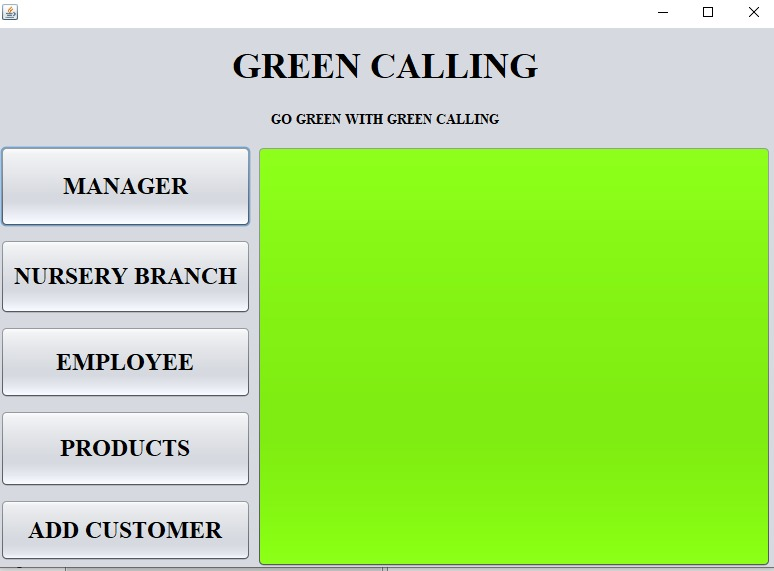 GREEN CALLING
GO GREEN WITH GREEN CALLING
MANAGER
NURSERY BRANCH
EMPLOYEE
PRODUCTS
ADD CUSTOMER